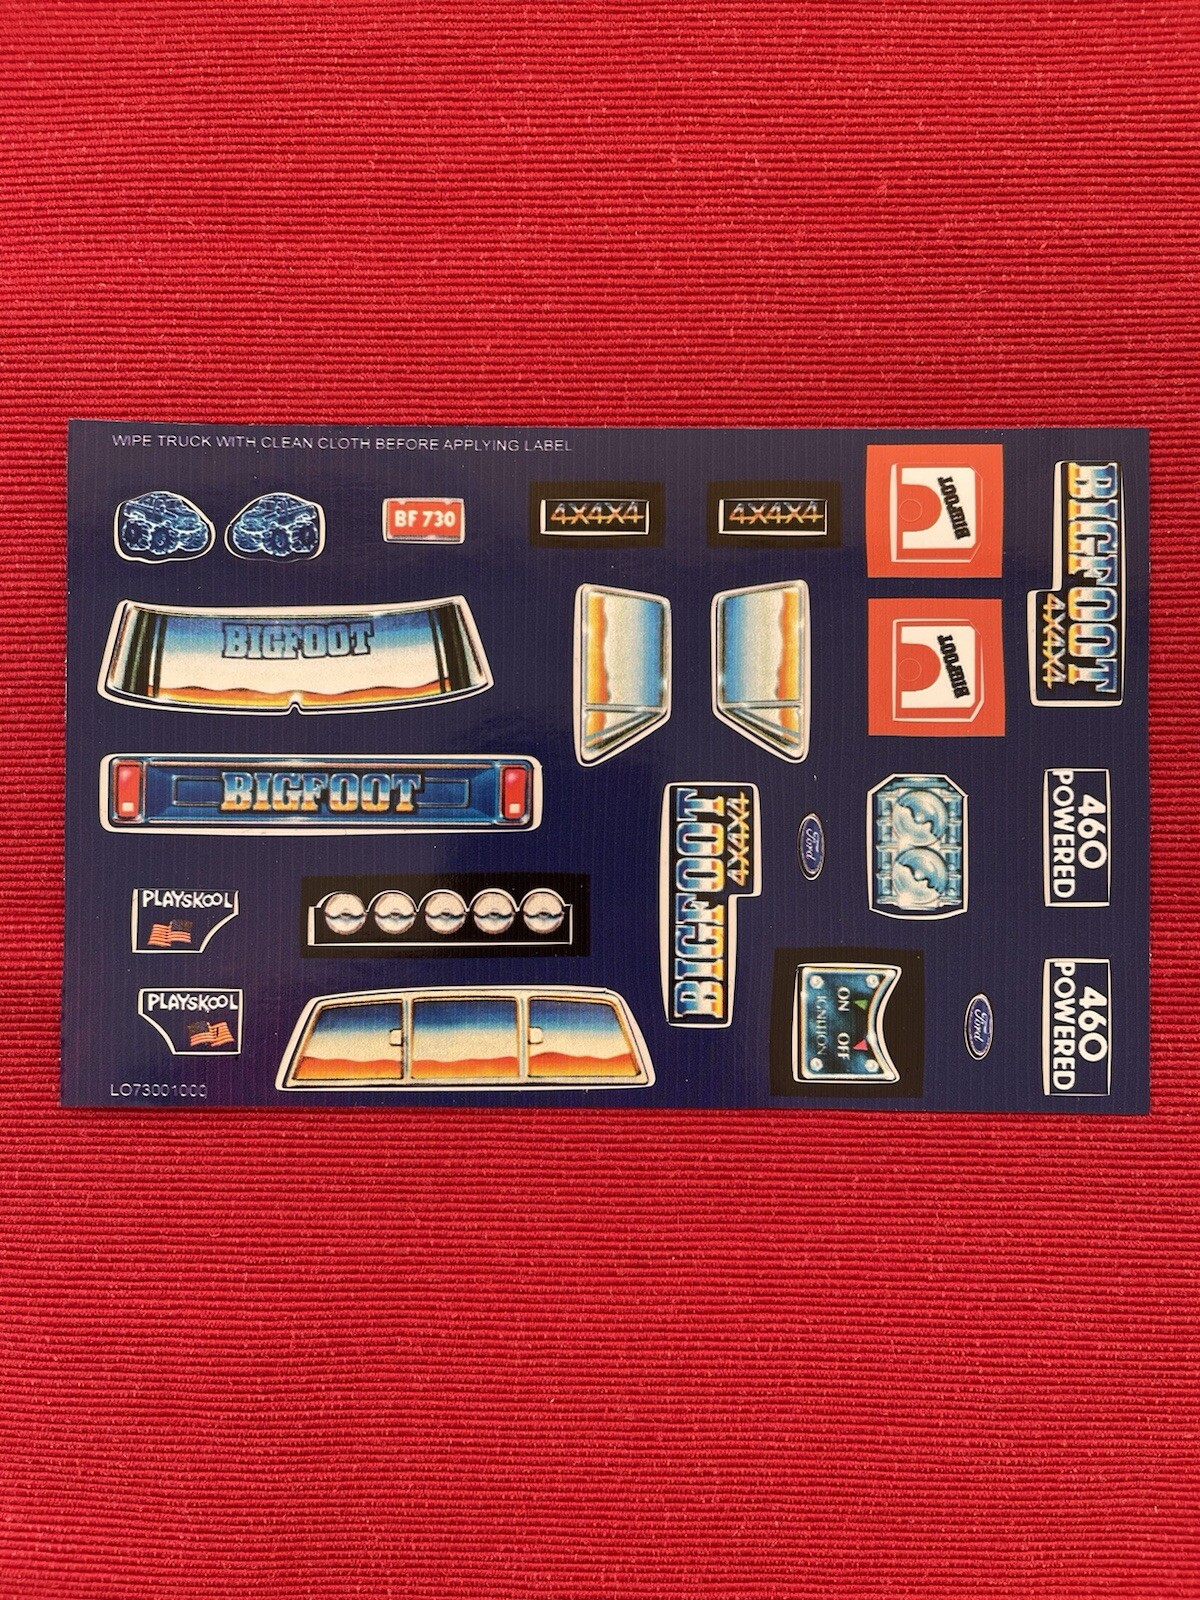 WIPE TRUCK WITH CLEAN CLOTH BEFORE APPLYING LABEL
BF 730
4X4X4
4X4X4
BIGFOOT
BIGFOOT
BIGFOOT
4X4X4
BIGFOOT
BIGFOOT
BIGFOOT
4X4X4
Ford
460
POWERED
PLAYSKOOL
PLAYSKOOL
ON OFF
IGNITION
Ford
460
POWERED
LO73001000